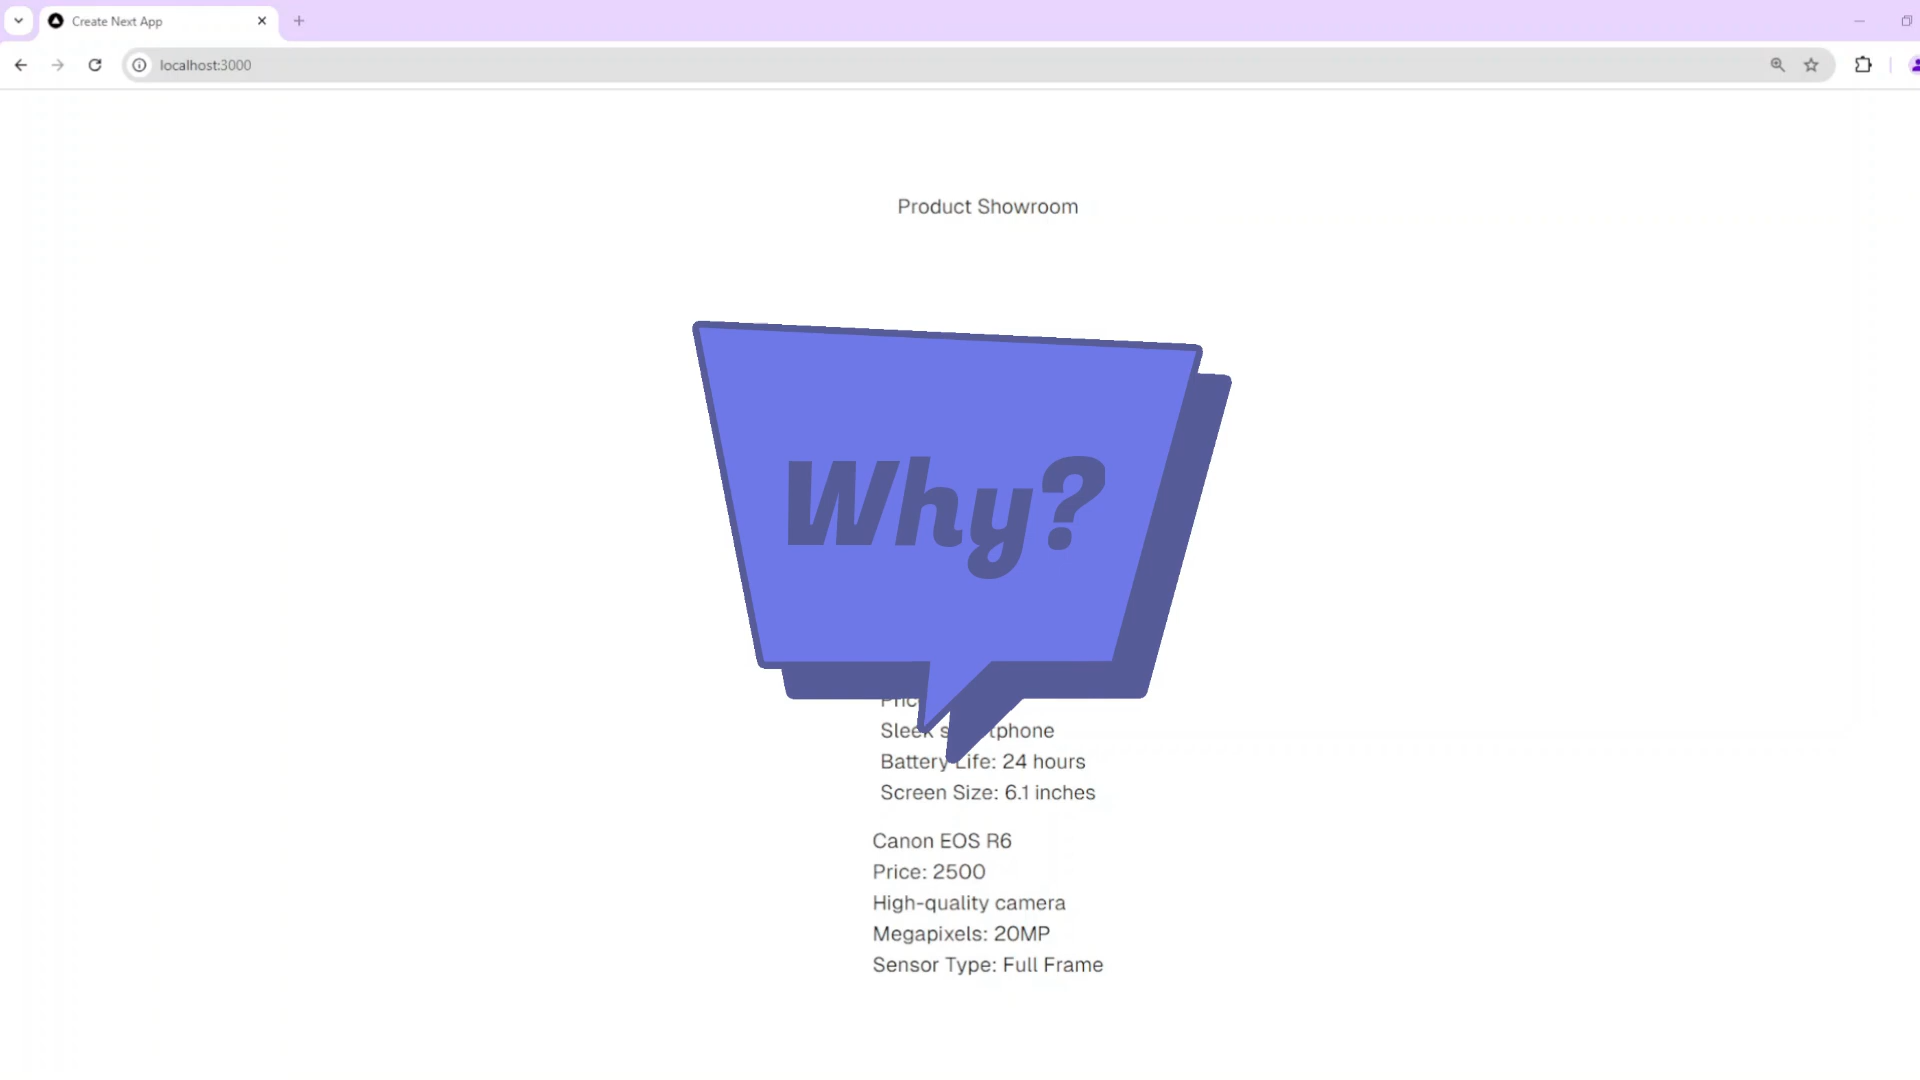 Create Next App
localhost:3000
Product Showroom
Why?
Battery Life: 24 hours
Screen Size: 6.1 inches
Canon EOS R6
Price: 2500
High-quality camera
Megapixels: 20MP
Sensor Type: Full Frame